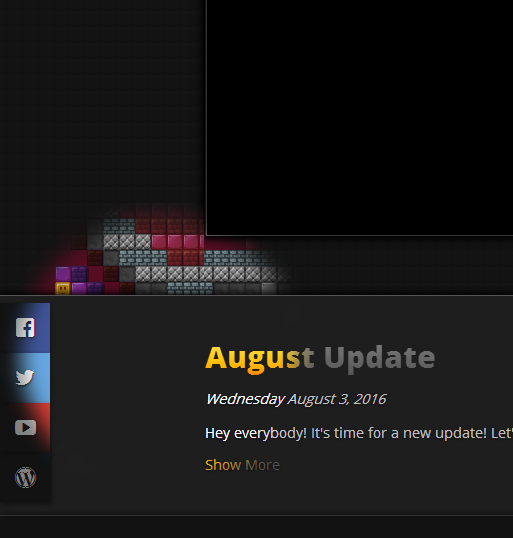 August Update
Wednesday August 3, 2016
Hey everybody! It's time for a new update! Let'
Show More